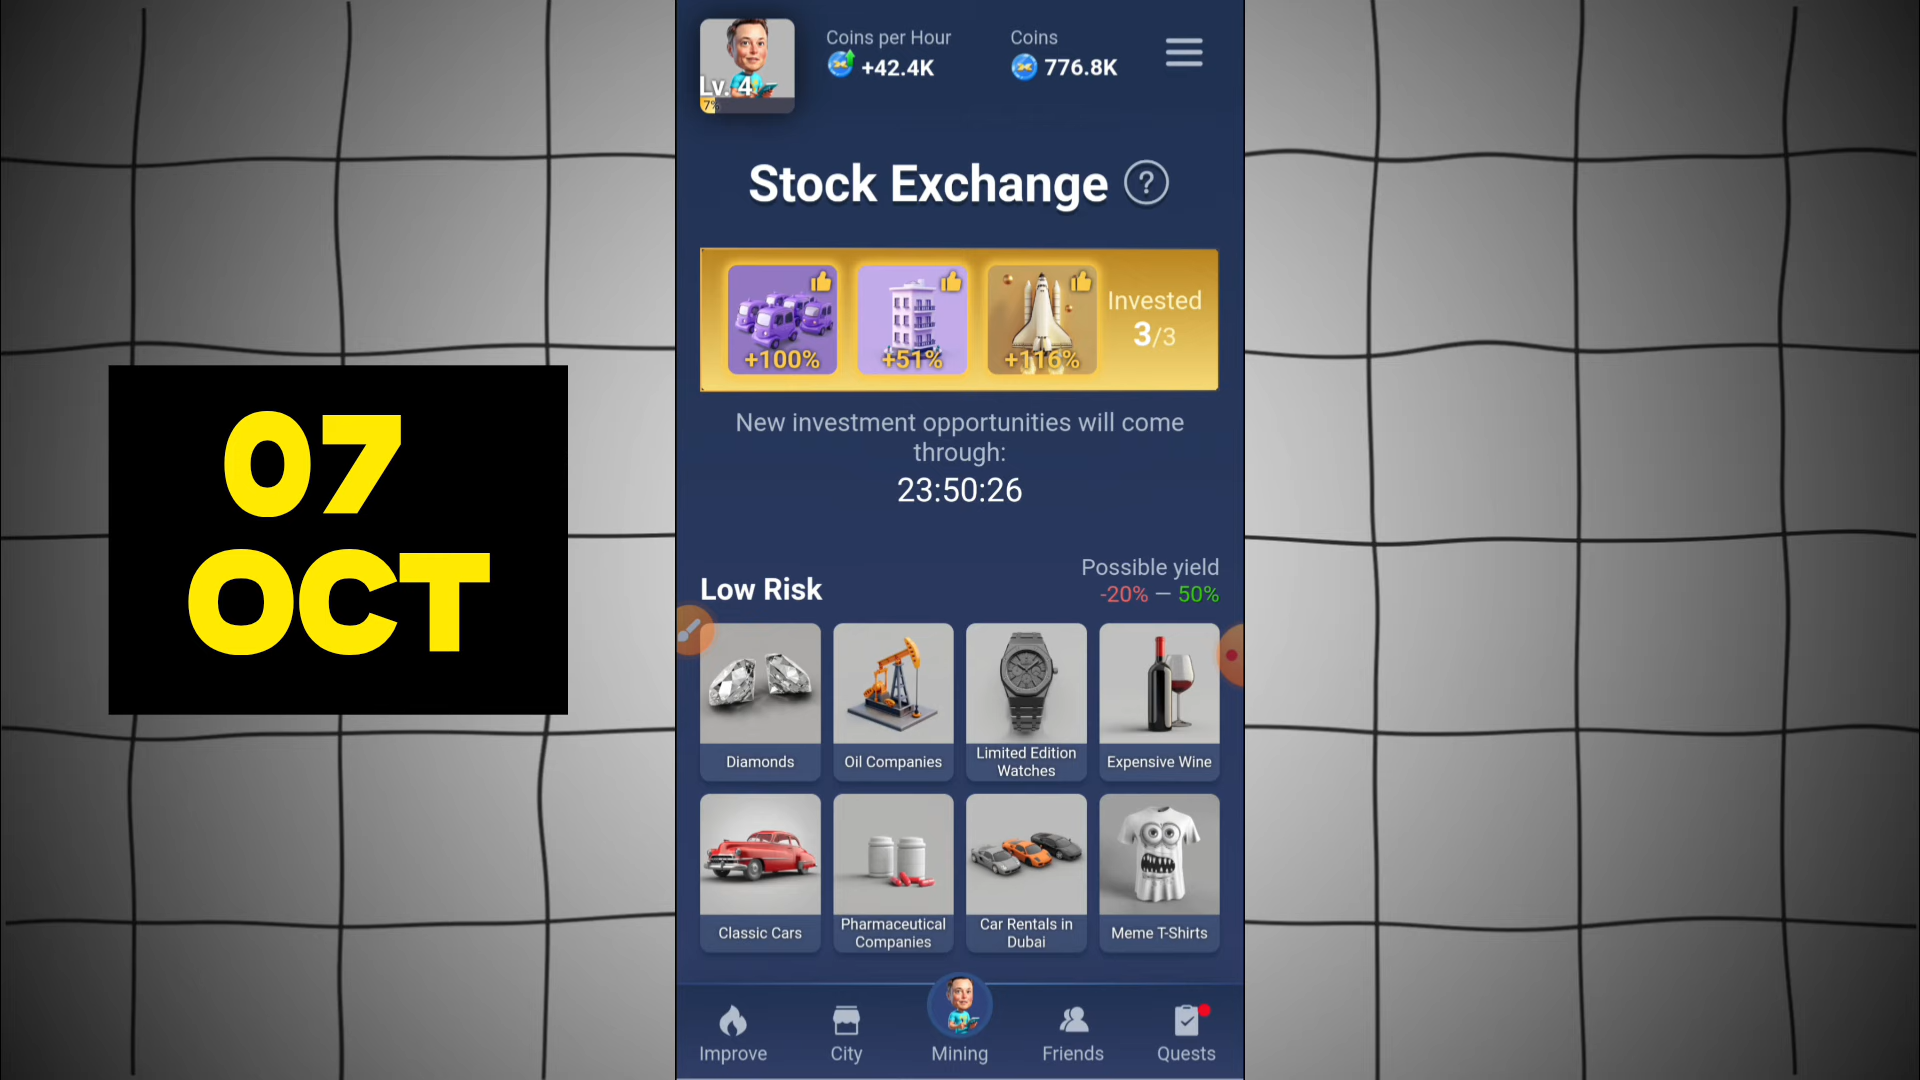 Coins per Hour
+42.4K
Coins
776.8K
Lv. 4
7%
Stock Exchange ?
+100%
+51%
+116%
Invested
3/3
New investment opportunities will come
through:
23:50:26
07
OCT
Low Risk
Possible yield
-20% — 50%
Diamonds
Oil Companies
Limited Edition
Watches
Expensive Wine
Classic Cars
Pharmaceutical
Companies
Car Rentals in
Dubai
Meme T-Shirts
Improve
City
Mining
Friends
Quests